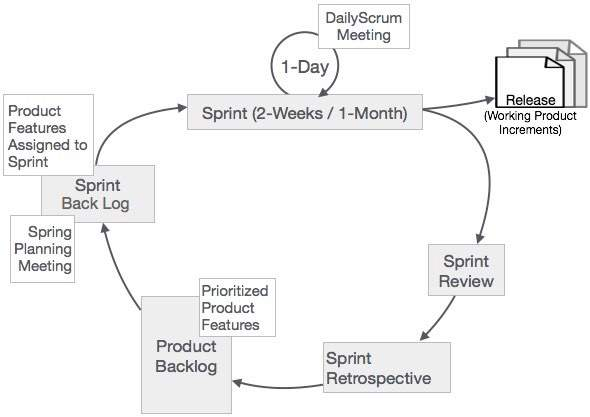 DailyScrum
Meeting
1-Day
Sprint (2-Weeks / 1-Month)
Release
(Working Product
Increments)
Product
Features
Assigned to
Sprint
Sprint
Back Log
Spring
Planning
Meeting
Sprint
Review
Prioritized
Product
Features
Product
Backlog
Sprint
Retrospective